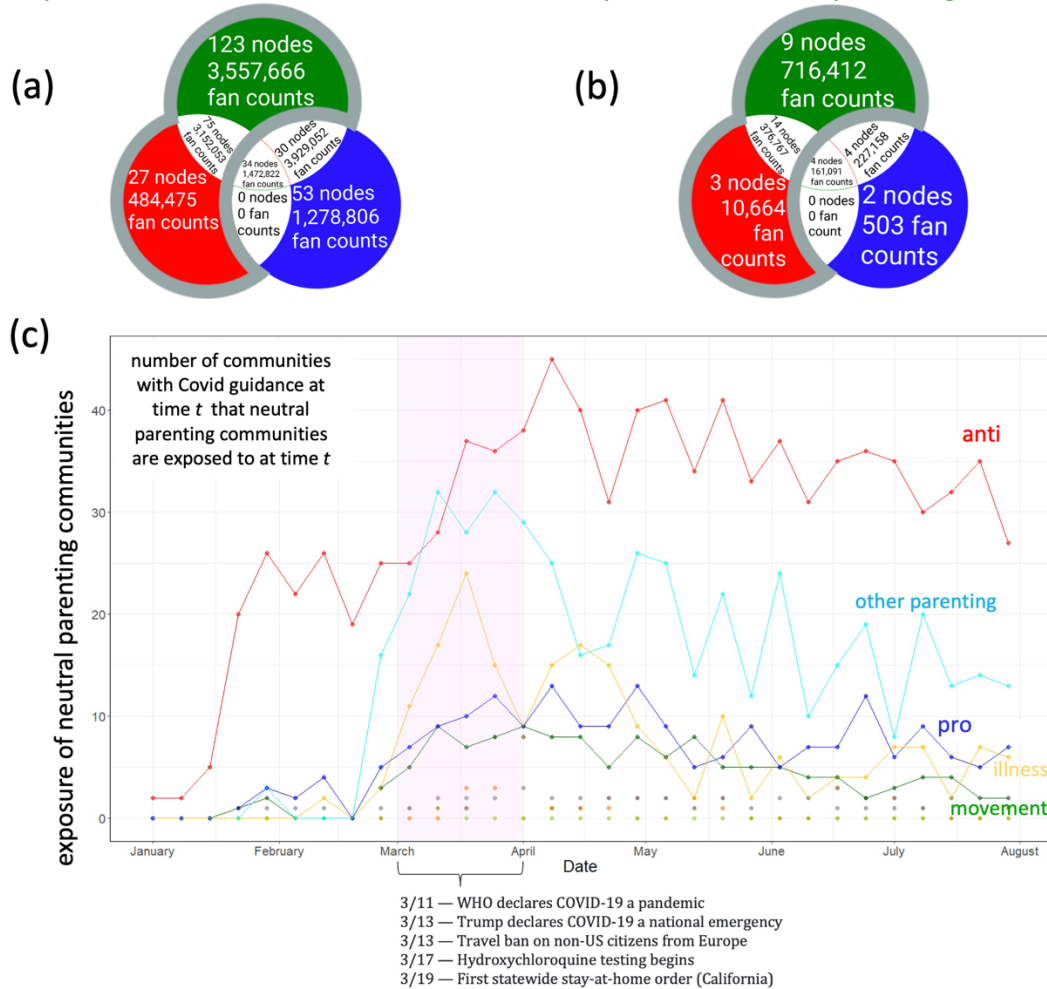 (a)
123 nodes
3,557,666
fan counts
75 nodes
3,152,053
fan counts
30 nodes
3,929,052
fan counts
34 nodes
1,472,822
fan counts
27 nodes
484,475
fan counts
0 nodes
0 fan
counts
53 nodes
1,278,806
fan counts
(b)
9 nodes
716,412
fan counts
14 nodes
376,767
fan counts
4 nodes
227,158
fan counts
4 nodes
161,091
fan counts
3 nodes
10,664
fan
counts
0 nodes
0 fan
count
2 nodes
503 fan
counts
(c)
number of communities
with Covid guidance at
time t that neutral
parenting communities
are exposed to at time t
exposure of neutral parenting communities
40
30
20
10
0
anti
other parenting
pro
illness
movement
January
February
March
April
May
June
July
August
Date
3/11 — WHO declares COVID-19 a pandemic
3/13 — Trump declares COVID-19 a national emergency
3/13 — Travel ban on non-US citizens from Europe
3/17 — Hydroxychloroquine testing begins
3/19 — First statewide stay-at-home order (California)